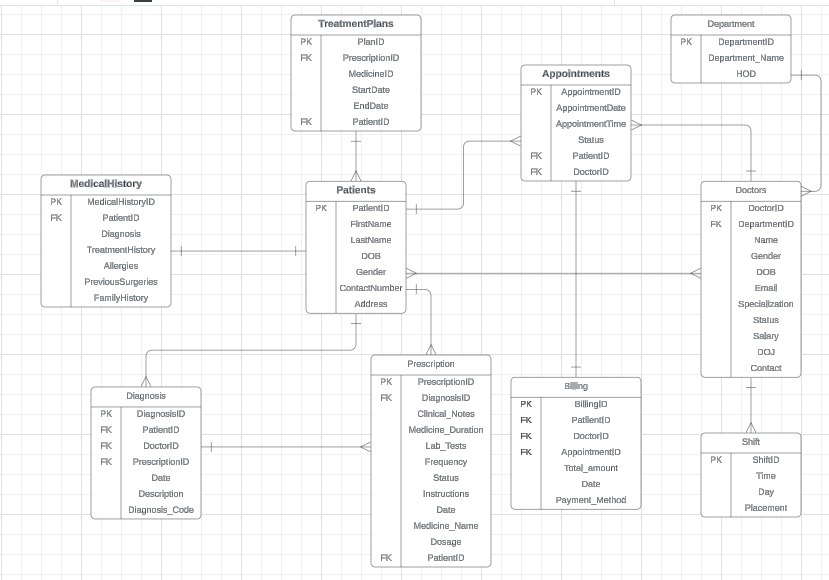 TreatmentPlans
PK PlanID
FK PrescriptionID
MedicineID
StartDate
EndDate
FK PatientID
Department
PK DepartmentID
Department_Name
HOD
Appointments
PK AppointmentID
AppointmentDate
AppointmentTime
Status
FK PatientID
FK DoctorID
MedicalHistory
PK MedicalHistoryID
FK PatientID
Diagnosis
TreatmentHistory
Allergies
PreviousSurgeries
FamilyHistory
Patients
PK PatientID
FirstName
LastName
DOB
Gender
ContactNumber
Address
Doctors
PK DoctorID
FK DepartmentID
Name
Gender
DOB
Email
Specialization
Status
Salary
DOJ
Contact
Diagnosis
PK DiagnosisID
FK PatientID
FK DoctorID
FK PrescriptionID
Date
Description
Diagnosis_Code
Prescription
PK PrescriptionID
FK DiagnosisID
Clinical_Notes
Medicine_Duration
Lab_Tests
Frequency
Status
Instructions
Date
Medicine_Name
Dosage
FK PatientID
Billing
PK BillingID
FK PatlientID
FK DoctorID
FK AppointmentID
Total_amount
Date
Payment_Method
Shift
PK ShiftID
Time
Day
Placement